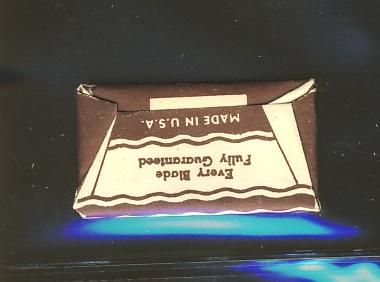 Every Blade
Fully Guaranteed
MADE IN U.S.A.